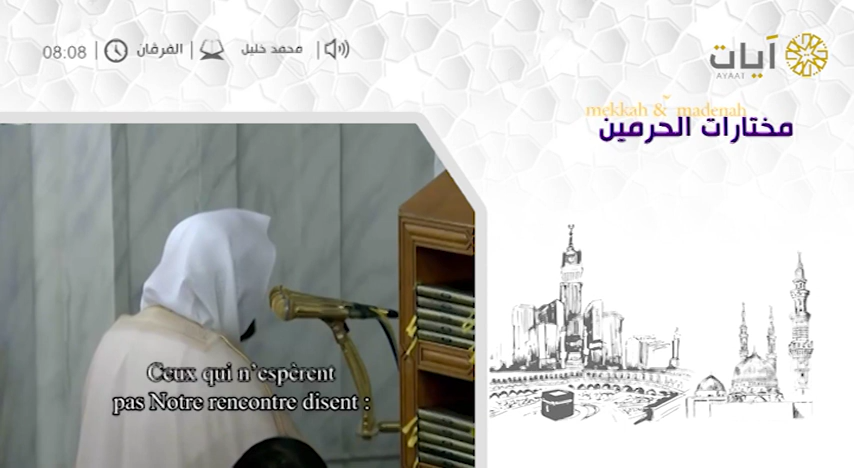 08:08 | الفرقان | محمد خليل |
آيات
AYAAT
mekkah & madenah
مختارات الحرمين
Ceux qui n'espèrent
pas Notre rencontre disent :